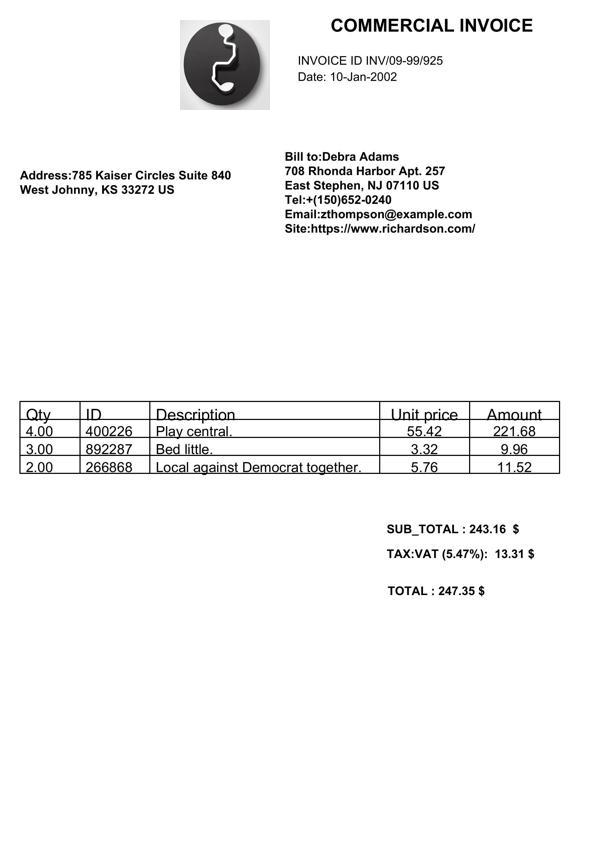 COMMERCIAL INVOICE
INVOICE ID INV/09-99/925
Date: 10-Jan-2002
Address:785 Kaiser Circles Suite 840
West Johnny, KS 33272 US
Bill to:Debra Adams
708 Rhonda Harbor Apt. 257
East Stephen, NJ 07110 US
Tel:+(150)652-0240
Email:zthompson@example.com
Site:https://www.richardson.com/
Qty ID Description Unit price Amount
4.00 400226 Play central. 55.42 221.68
3.00 892287 Bed little. 3.32 9.96
2.00 266868 Local against Democrat together. 5.76 11.52
SUB_TOTAL : 243.16 $
TAX:VAT (5.47%): 13.31 $
TOTAL : 247.35 $